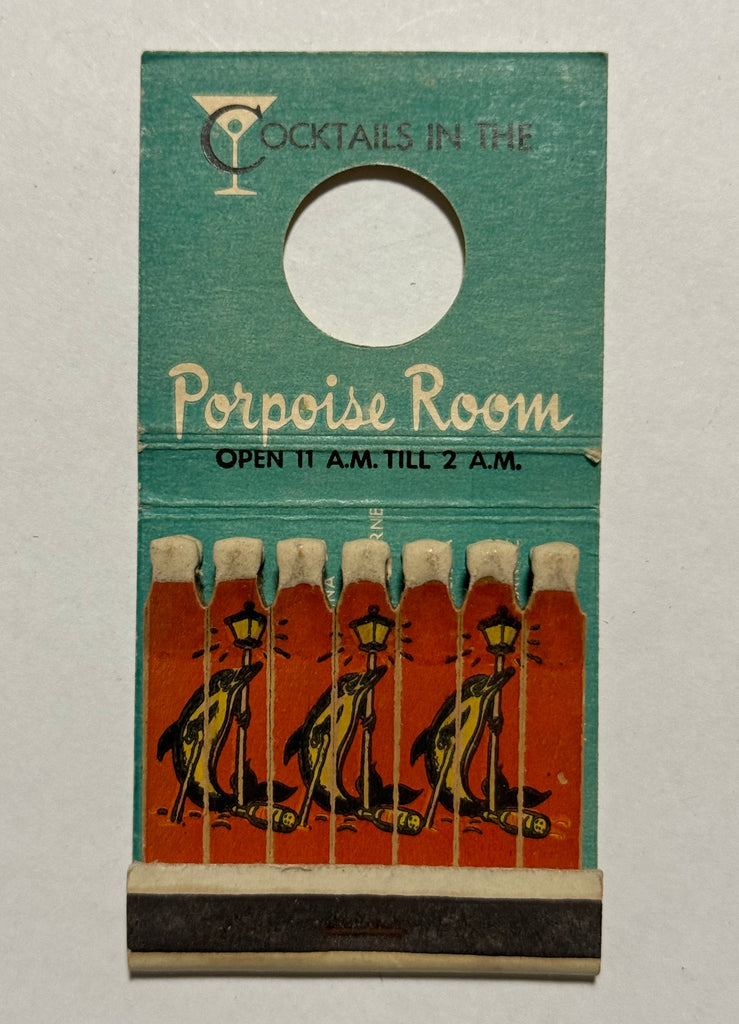 COCKTAILS IN THE
Porpoise Room
OPEN 11 A.M. TILL 2 A.M.